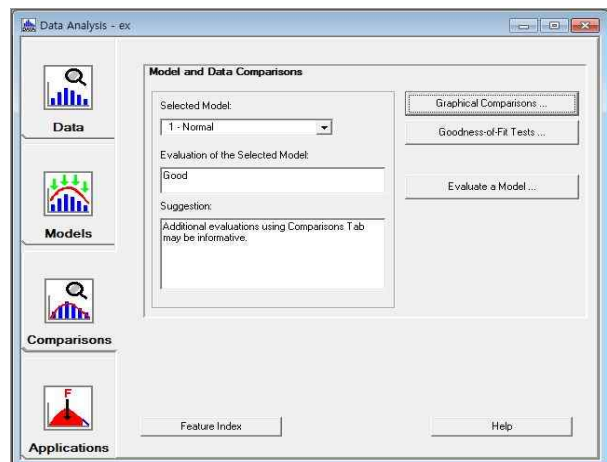 Data Analysis - ex
Data
Models
Comparisons
F
Applications
Model and Data Comparisons
Selected Model:
1 - Normal
Evaluation of the Selected Model:
Good
Suggestion:
Additional evaluations using Comparisons Tab
may be informative.
Graphical Comparisons ...
Goodness-of-Fit Tests ...
Evaluate a Model ...
Feature Index
Help